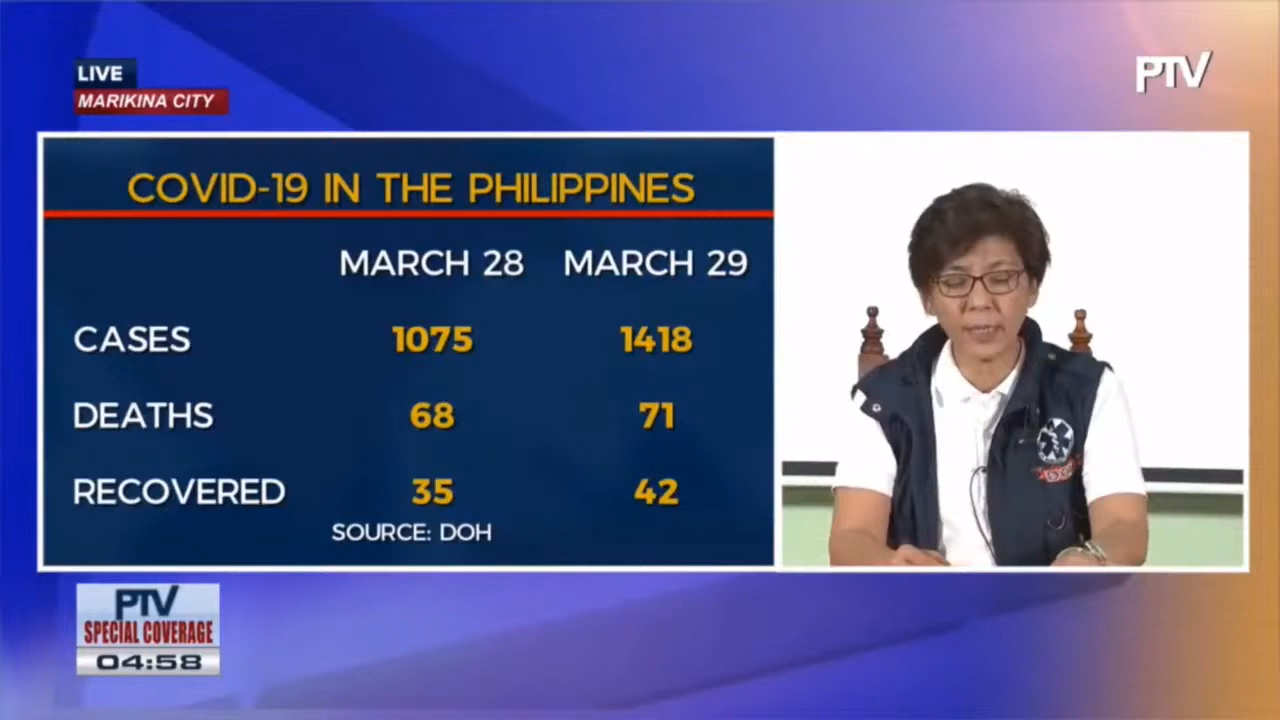 LIVE
MARIKINA CITY
PTV
COVID-19 IN THE PHILIPPINES
MARCH 28 MARCH 29
CASES 1075 1418
DEATHS 68 71
RECOVERED 35 42
SOURCE: DOH
PTV
SPECIAL COVERAGE
04:58